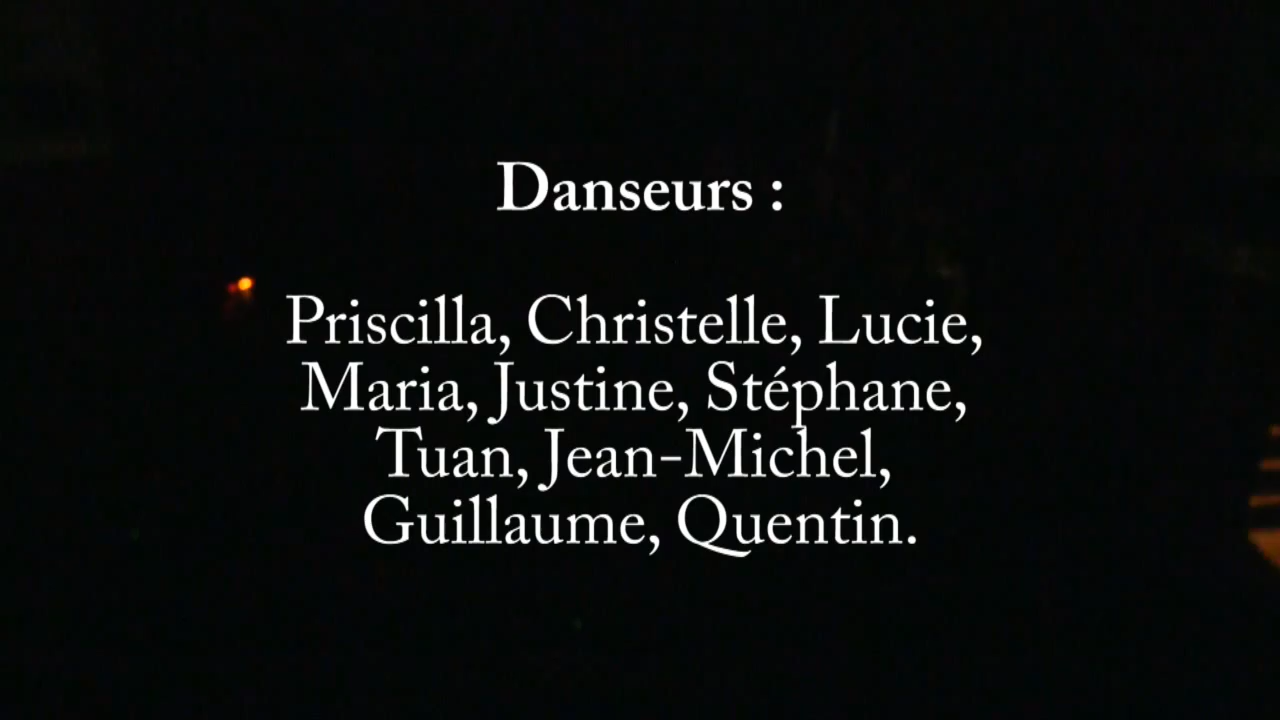 Danseurs :
Priscilla, Christelle, Lucie,
Maria, Justine, Stéphane,
Tuan, Jean-Michel,
Guillaume, Quentin.